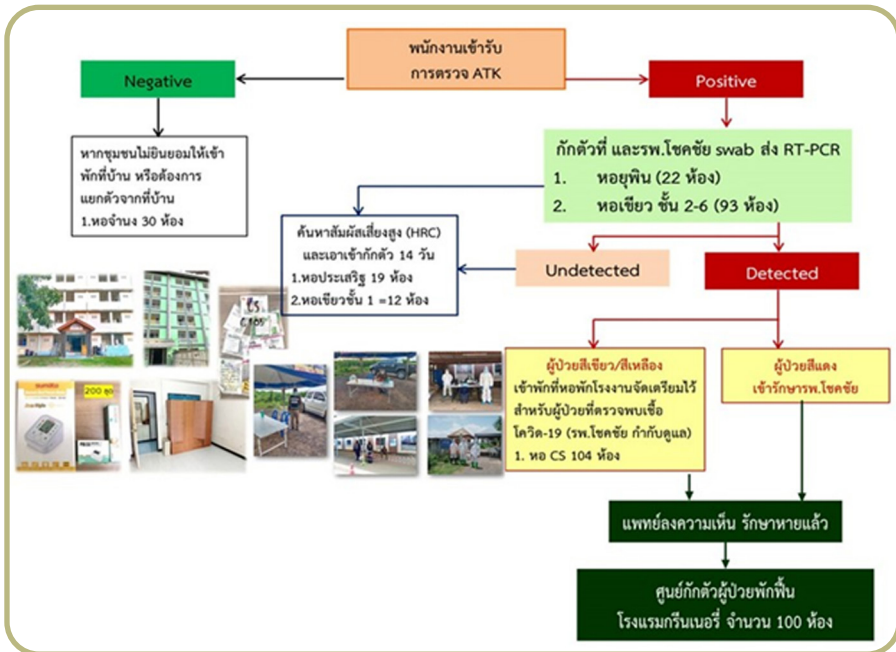 พนักงานเข้ารับ
การตรวจ ATK
Negative
Positive
หากชุมชนไม่ยินยอมให้เข้า
พักที่บ้าน หรือต้องการ
แยกตัวจากที่บ้าน
1.หอจำนง 30 ห้อง
กักตัวที่ และรพ.โชคชัย swab ส่ง RT-PCR
1. หอยุพิน (22 ห้อง)
2. หอเขียว ชั้น 2-6 (93 ห้อง)
ค้นหาสัมผัสเสี่ยงสูง (HRC)
และเอาเข้ากักตัว 14 วัน
1.หอประเสริฐ 19 ห้อง
2.หอเขียวชั้น 1 =12 ห้อง
Undetected
Detected
ผู้ป่วยสีเขียว/สีเหลือง
เข้าพักที่หอพักโรงงานจัดเตรียมไว้
สำหรับผู้ป่วยที่ตรวจพบเชื้อ
โควิด-19 (รพ.โชคชัย กำกับดูแล)
1. หอ CS 104 ห้อง
ผู้ป่วยสีแดง
เข้ารักษารพ.โชคชัย
200 ชุด
แพทย์ลงความเห็น รักษาหายแล้ว
ศูนย์กักตัวผู้ป่วยพักฟื้น
โรงแรมกรีนเนอรี่ จำนวน 100 ห้อง